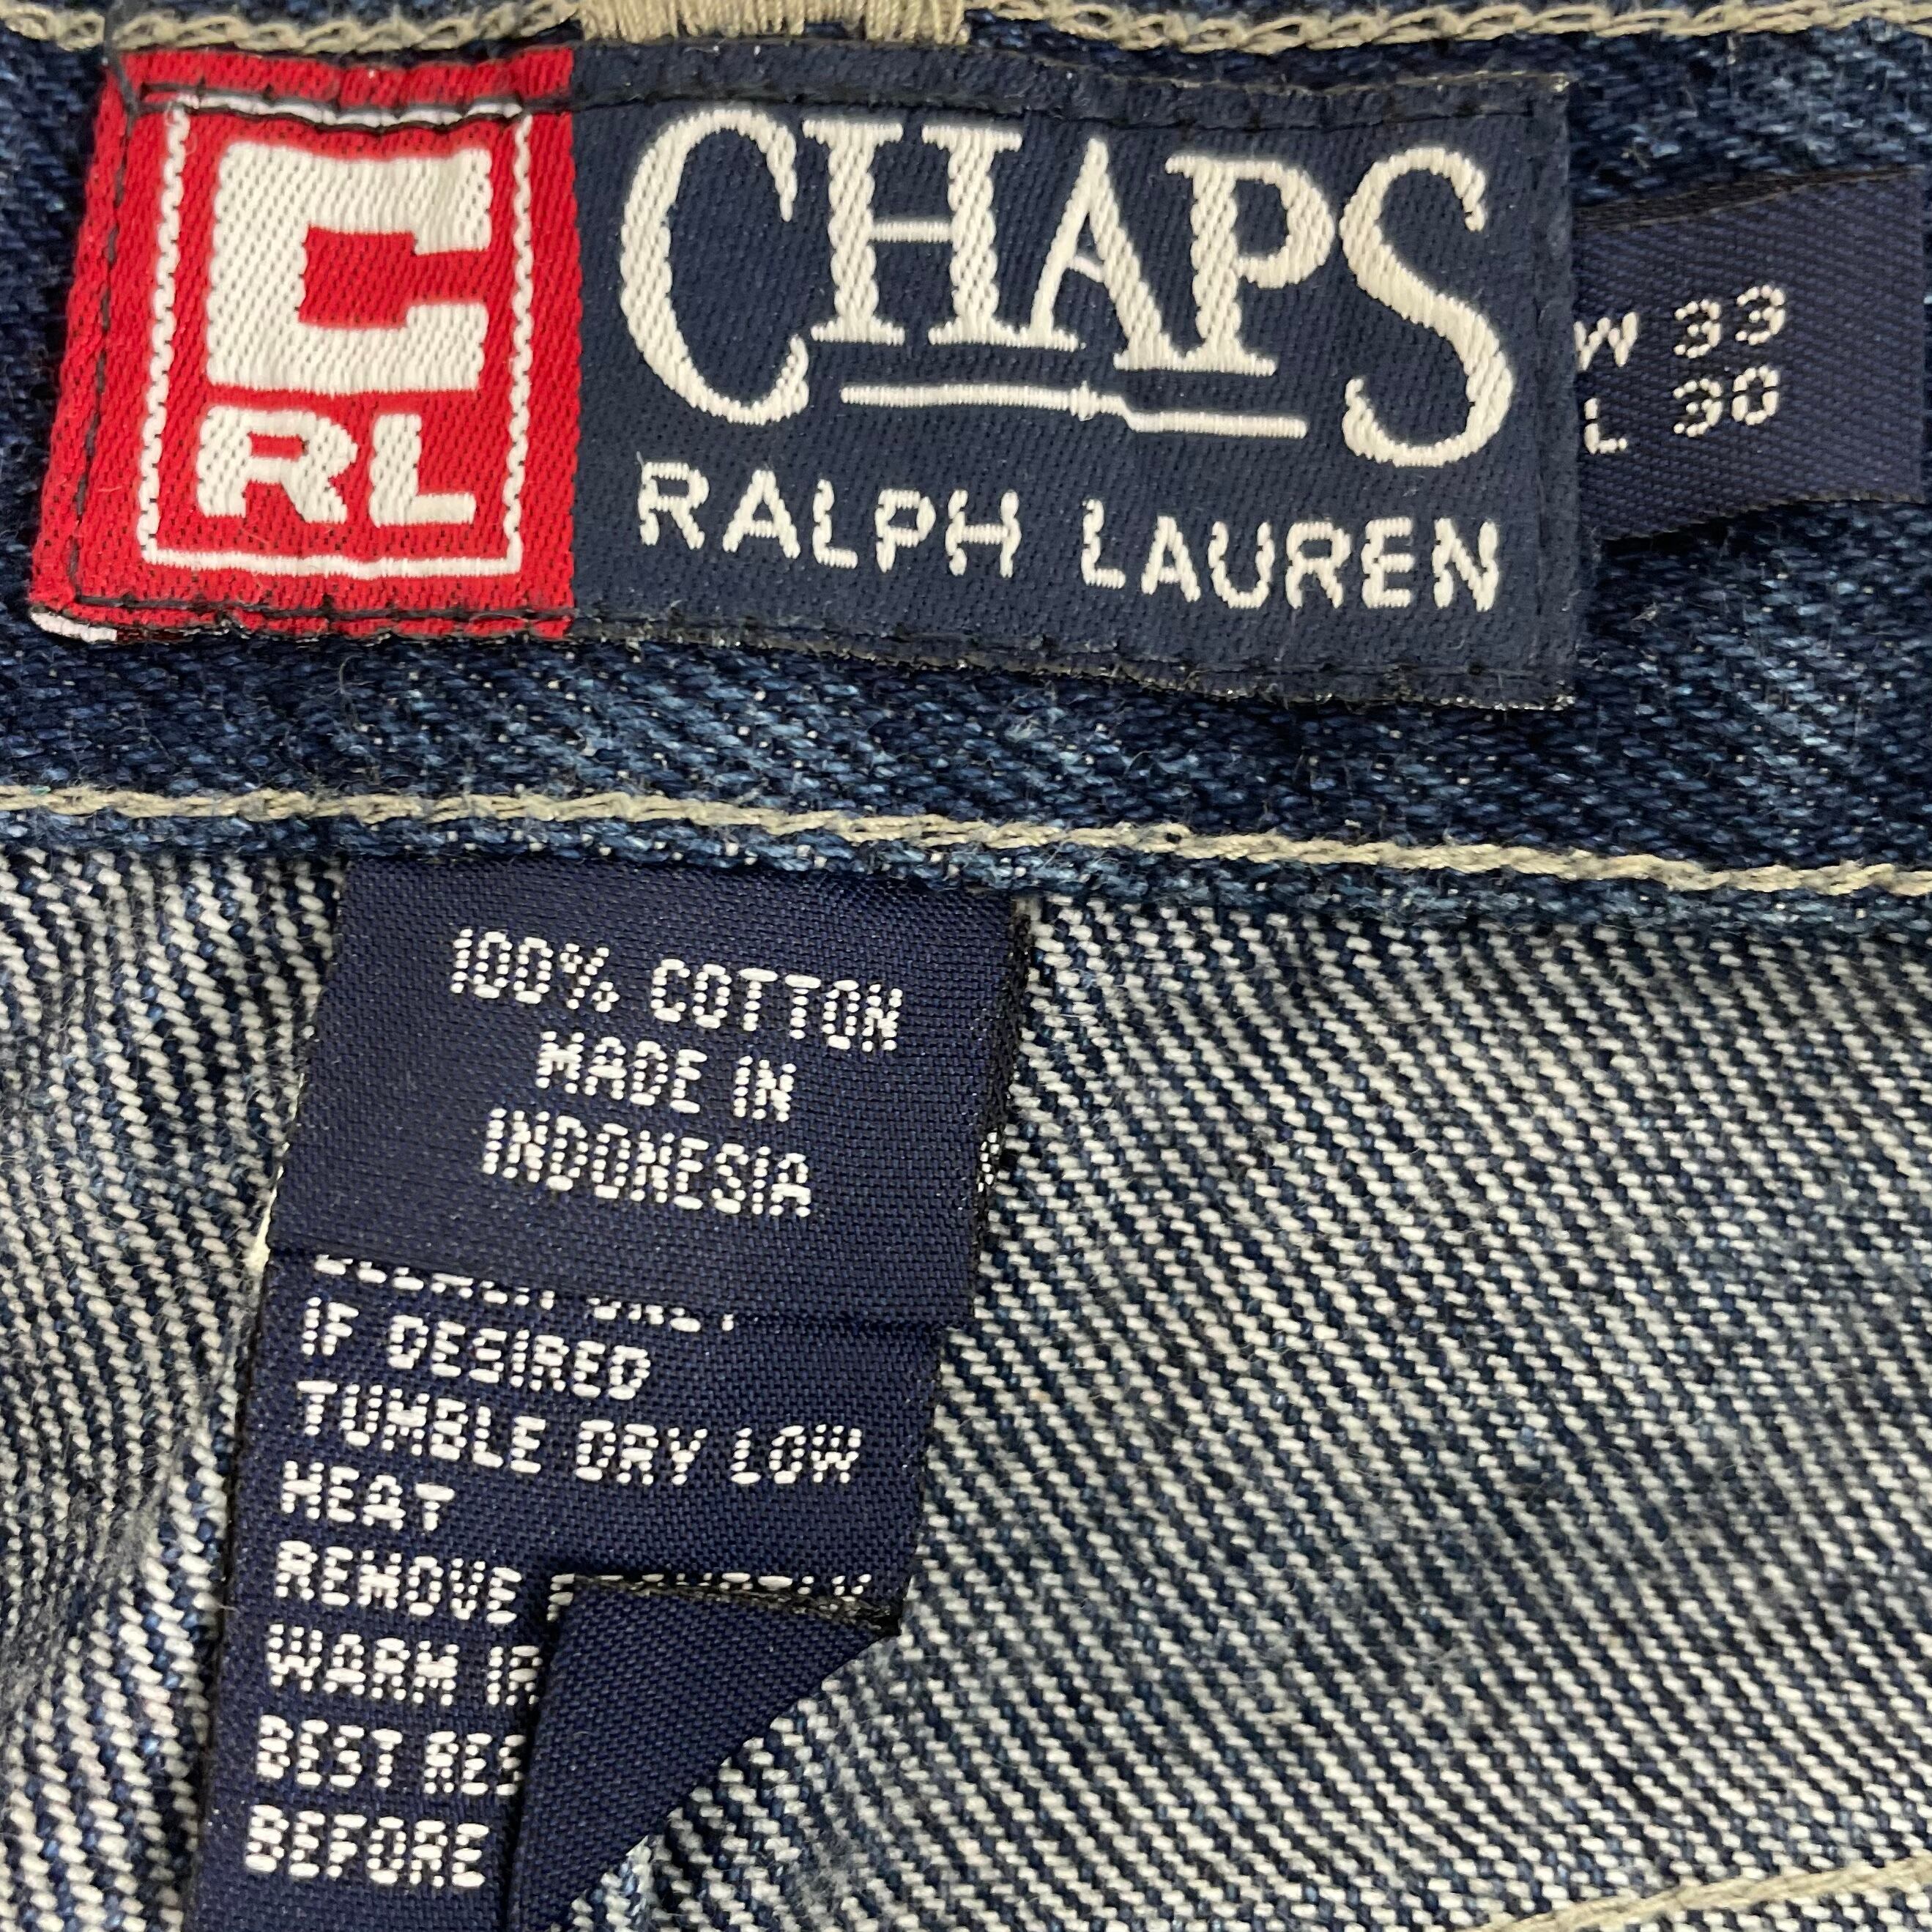 C
RL
CHAPS
RALPH LAUREN
W 33
L 30
100% COTTON
MADE IN
INDONESIA
IF DESIRED
TUMBLE DRY LOW
HEAT
REMOVE
WARM
BEST
BEFORE